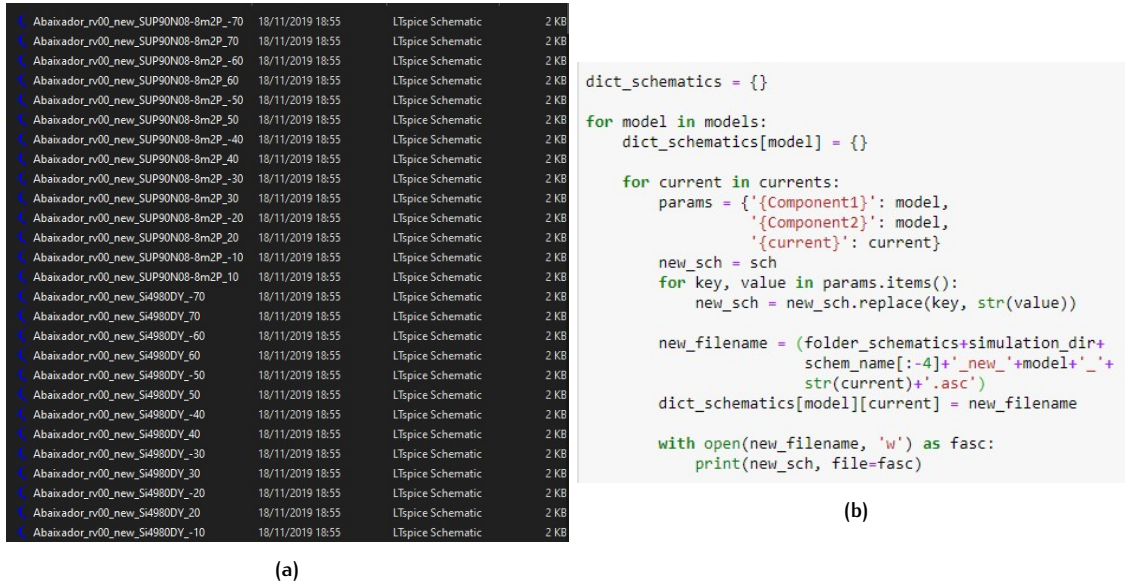 Abaixador_rv00_new_SUP90N08-8m2P_-70 18/11/2019 18:55 LTspice Schematic 2 KB
Abaixador_rv00_new_SUP90N08-8m2P_70 18/11/2019 18:55 LTspice Schematic 2 KB
Abaixador_rv00_new_SUP90N08-8m2P_-60 18/11/2019 18:55 LTspice Schematic 2 KB
Abaixador_rv00_new_SUP90N08-8m2P_60 18/11/2019 18:55 LTspice Schematic 2 KB
Abaixador_rv00_new_SUP90N08-8m2P_-50 18/11/2019 18:55 LTspice Schematic 2 KB
Abaixador_rv00_new_SUP90N08-8m2P_50 18/11/2019 18:55 LTspice Schematic 2 KB
Abaixador_rv00_new_SUP90N08-8m2P_-40 18/11/2019 18:55 LTspice Schematic 2 KB
Abaixador_rv00_new_SUP90N08-8m2P_40 18/11/2019 18:55 LTspice Schematic 2 KB
Abaixador_rv00_new_SUP90N08-8m2P_-30 18/11/2019 18:55 LTspice Schematic 2 KB
Abaixador_rv00_new_SUP90N08-8m2P_30 18/11/2019 18:55 LTspice Schematic 2 KB
Abaixador_rv00_new_SUP90N08-8m2P_-20 18/11/2019 18:55 LTspice Schematic 2 KB
Abaixador_rv00_new_SUP90N08-8m2P_20 18/11/2019 18:55 LTspice Schematic 2 KB
Abaixador_rv00_new_SUP90N08-8m2P_-10 18/11/2019 18:55 LTspice Schematic 2 KB
Abaixador_rv00_new_SUP90N08-8m2P_10 18/11/2019 18:55 LTspice Schematic 2 KB
Abaixador_rv00_new_Si4980DY_-70 18/11/2019 18:55 LTspice Schematic 2 KB
Abaixador_rv00_new_Si4980DY_70 18/11/2019 18:55 LTspice Schematic 2 KB
Abaixador_rv00_new_Si4980DY_-60 18/11/2019 18:55 LTspice Schematic 2 KB
Abaixador_rv00_new_Si4980DY_60 18/11/2019 18:55 LTspice Schematic 2 KB
Abaixador_rv00_new_Si4980DY_-50 18/11/2019 18:55 LTspice Schematic 2 KB
Abaixador_rv00_new_Si4980DY_50 18/11/2019 18:55 LTspice Schematic 2 KB
Abaixador_rv00_new_Si4980DY_-40 18/11/2019 18:55 LTspice Schematic 2 KB
Abaixador_rv00_new_Si4980DY_40 18/11/2019 18:55 LTspice Schematic 2 KB
Abaixador_rv00_new_Si4980DY_-30 18/11/2019 18:55 LTspice Schematic 2 KB
Abaixador_rv00_new_Si4980DY_30 18/11/2019 18:55 LTspice Schematic 2 KB
Abaixador_rv00_new_Si4980DY_-20 18/11/2019 18:55 LTspice Schematic 2 KB
Abaixador_rv00_new_Si4980DY_20 18/11/2019 18:55 LTspice Schematic 2 KB
Abaixador_rv00_new_Si4980DY_-10 18/11/2019 18:55 LTspice Schematic 2 KB
(a)
dict_schematics = {}
for model in models:
    dict_schematics[model] = {}
    for current in currents:
        params = {'{Component1}': model,
                  '{Component2}': model,
                  '{current}': current}
        new_sch = sch
        for key, value in params.items():
            new_sch = new_sch.replace(key, str(value))
        new_filename = (folder_schematics+simulation_dir+
                        schem_name[:-4]+'_new_'+model+'_'+
                        str(current)+'.asc')
        dict_schematics[model][current] = new_filename
        with open(new_filename, 'w') as fasc:
            print(new_sch, file=fasc)
(b)